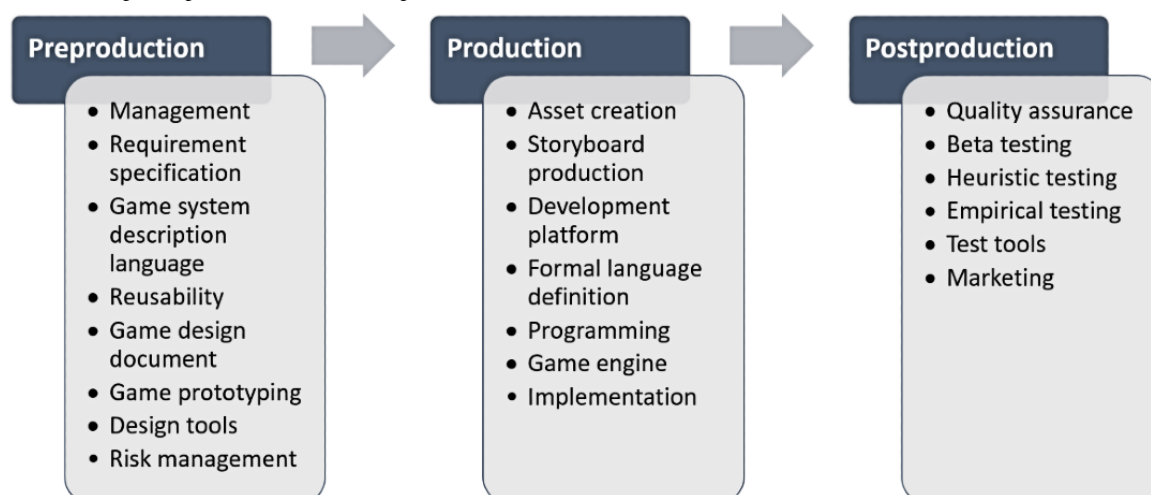 Preproduction
• Management
• Requirement
specification
• Game system
description
language
• Reusability
• Game design
document
• Game prototyping
• Design tools
• Risk management
Production
• Asset creation
• Storyboard
production
• Development
platform
• Formal language
definition
• Programming
• Game engine
• Implementation
Postproduction
• Quality assurance
• Beta testing
• Heuristic testing
• Empirical testing
• Test tools
• Marketing